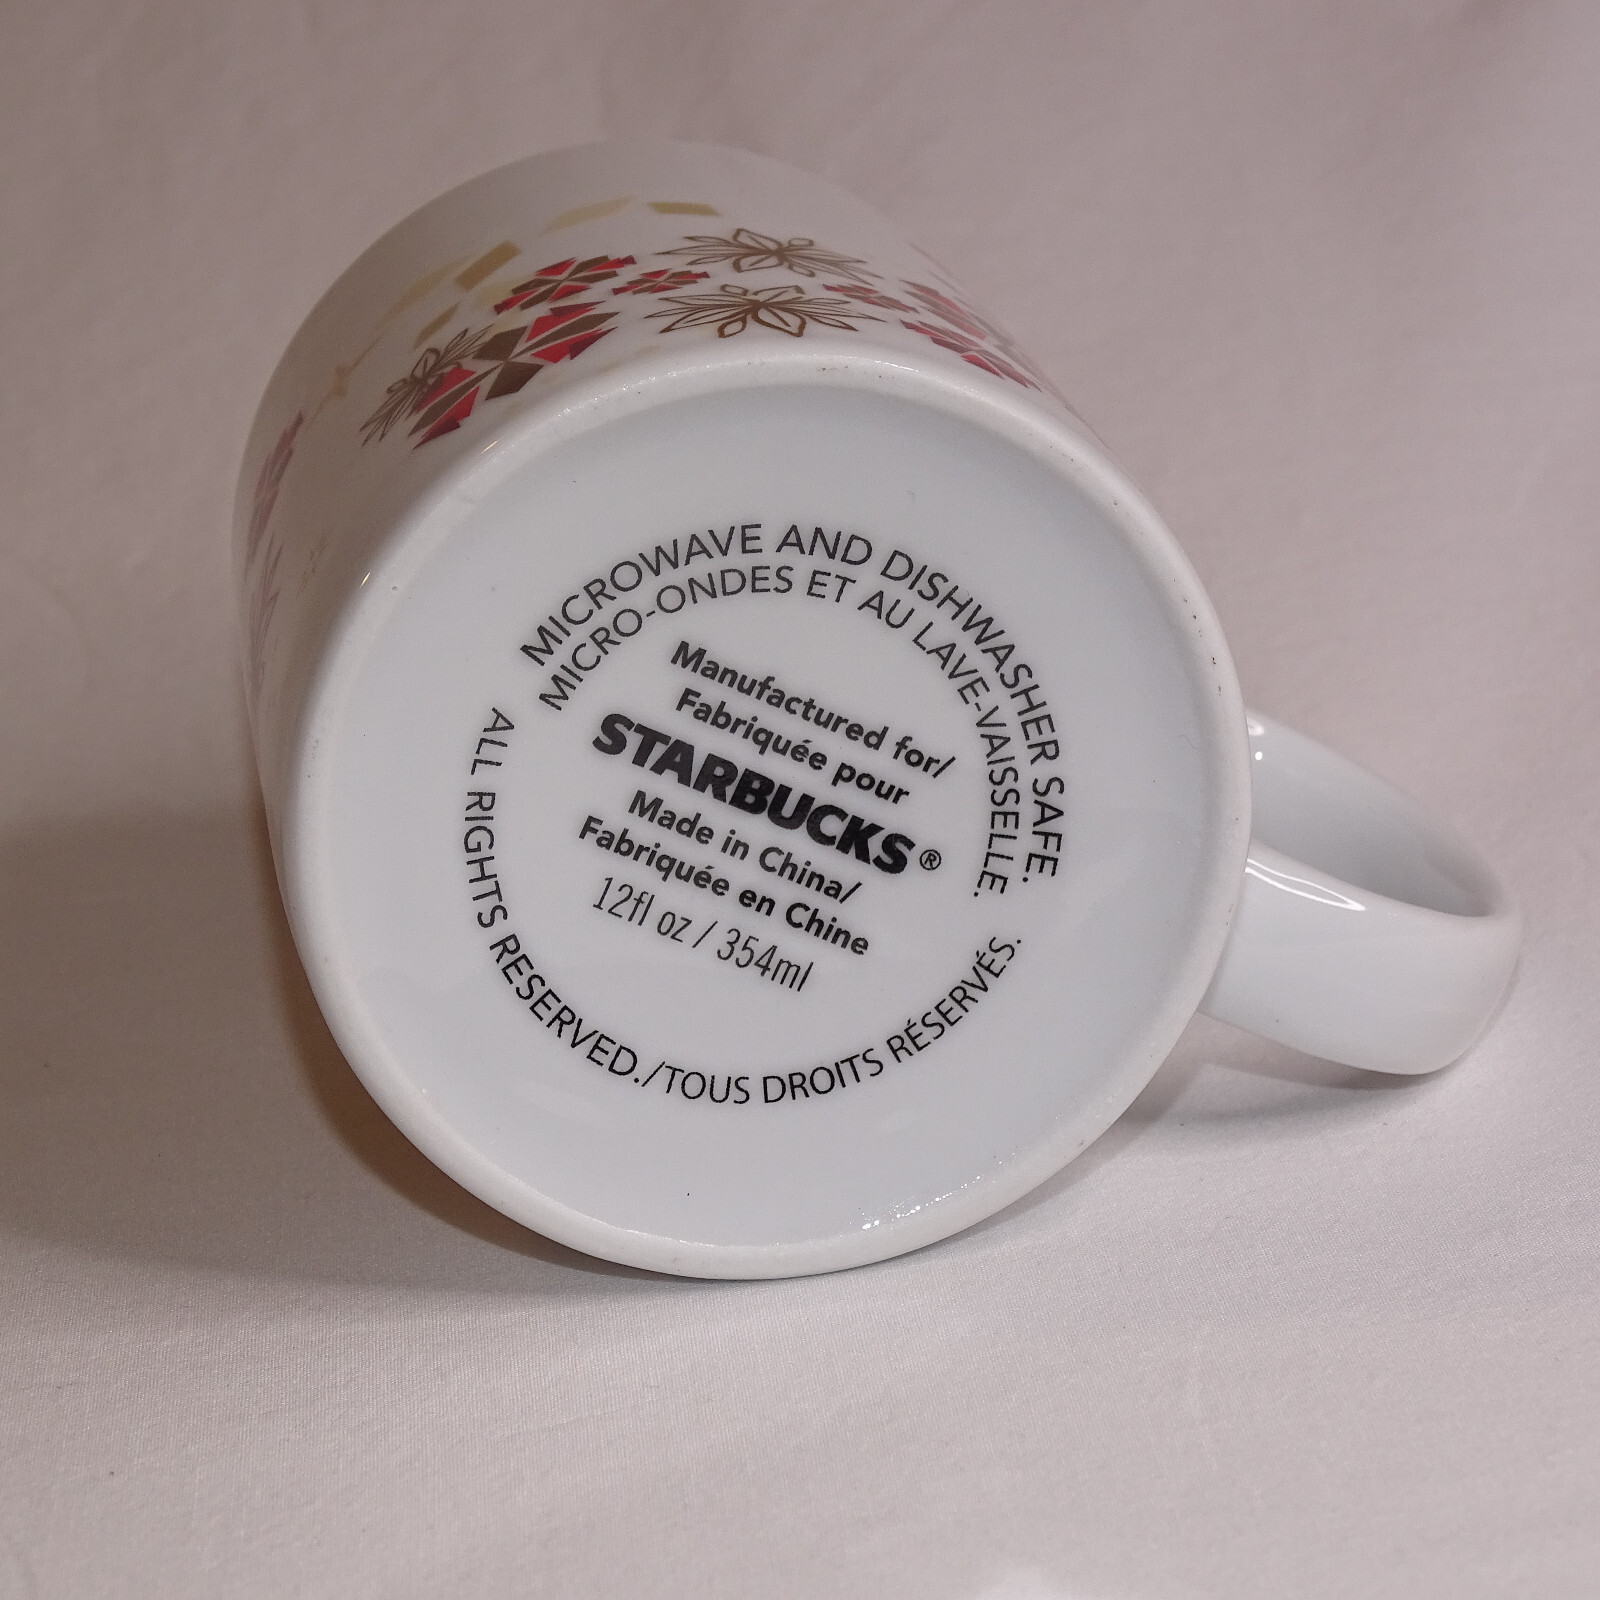 MICROWAVE AND DISHWASHER SAFE.
MICRO-ONDES ET AU LAVE-VAISSELLE.
Manufactured for/
Fabriquée pour
STARBUCKS®
Made in China/
Fabriquée en Chine
12fl oz / 354ml
ALL RIGHTS RESERVED./TOUS DROITS RÉSERVÉS.